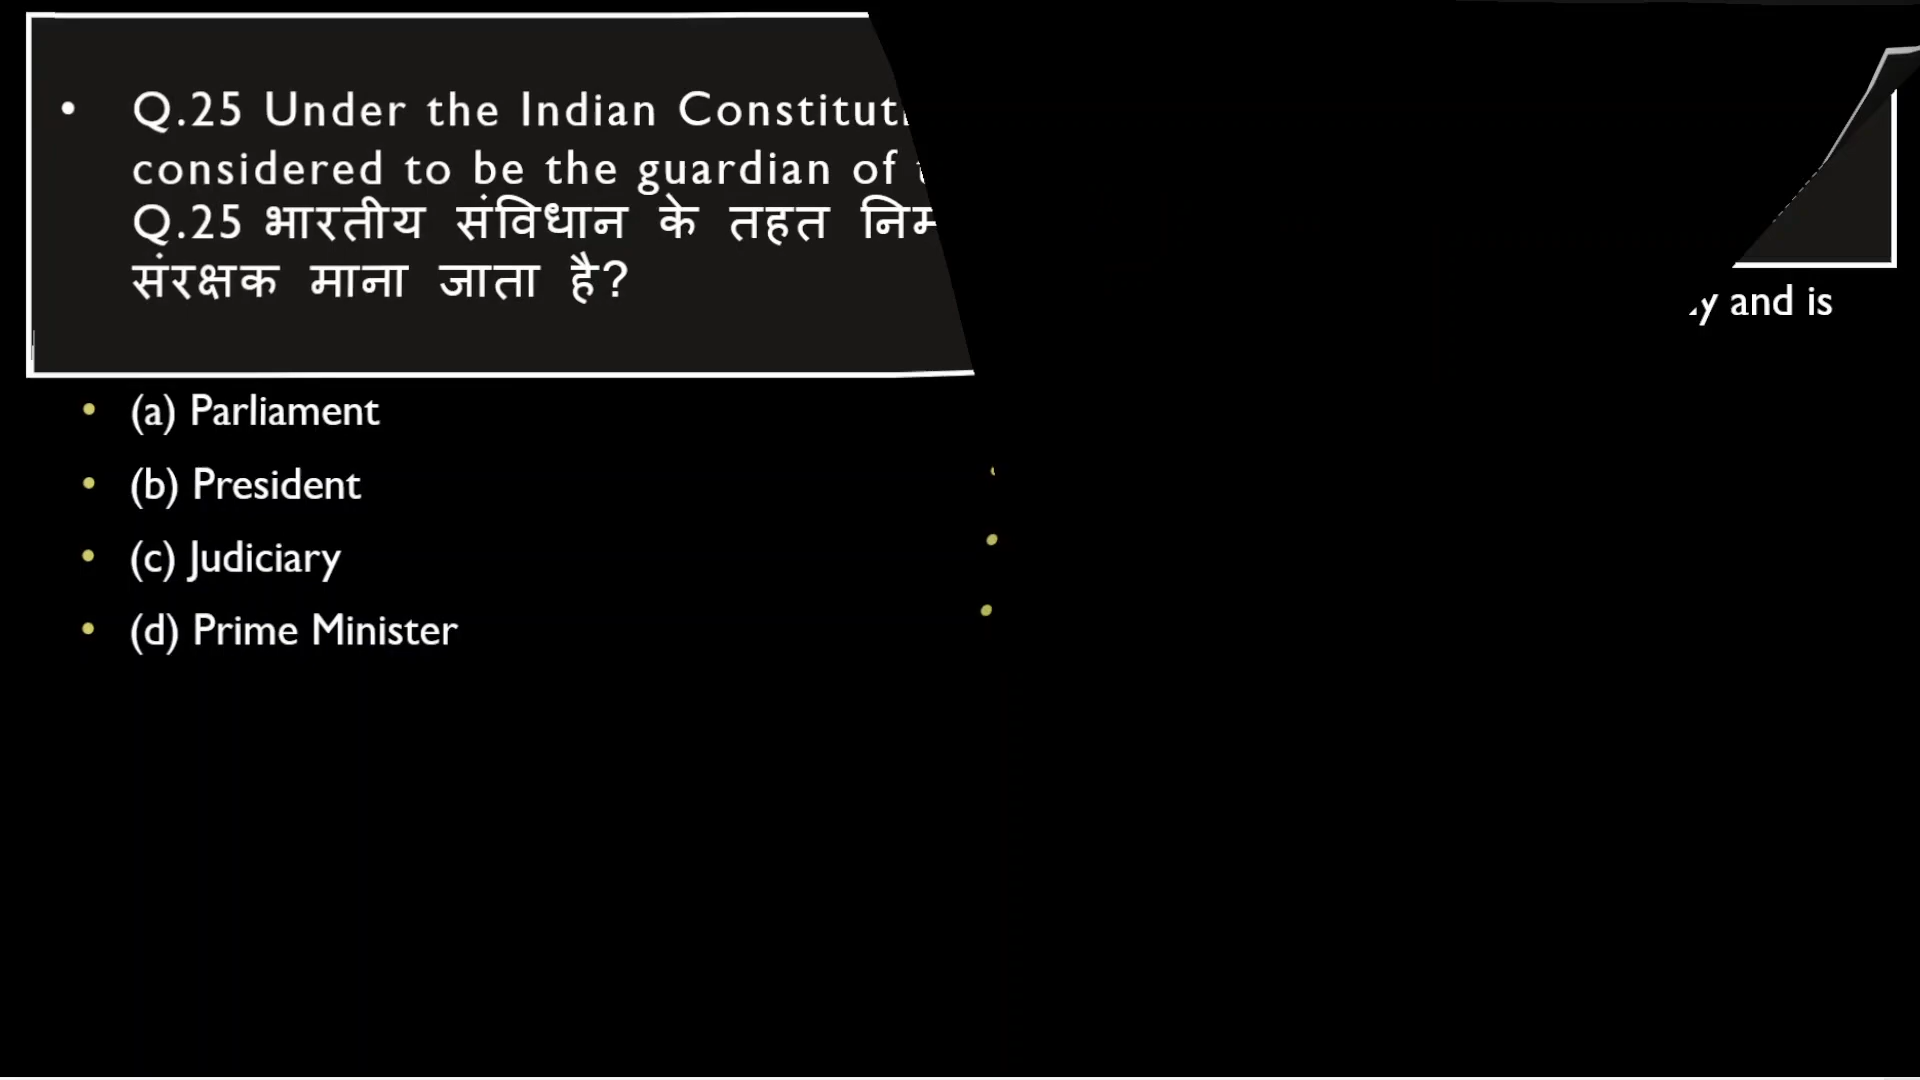 Q.25 Under the Indian
considered to be the guardian of
Q.25 भारतीय संविधान के तहत
संरक्षक माना जाता है?
and is
(a) Parliament
(b) President
(c) Judiciary
(d) Prime Minister